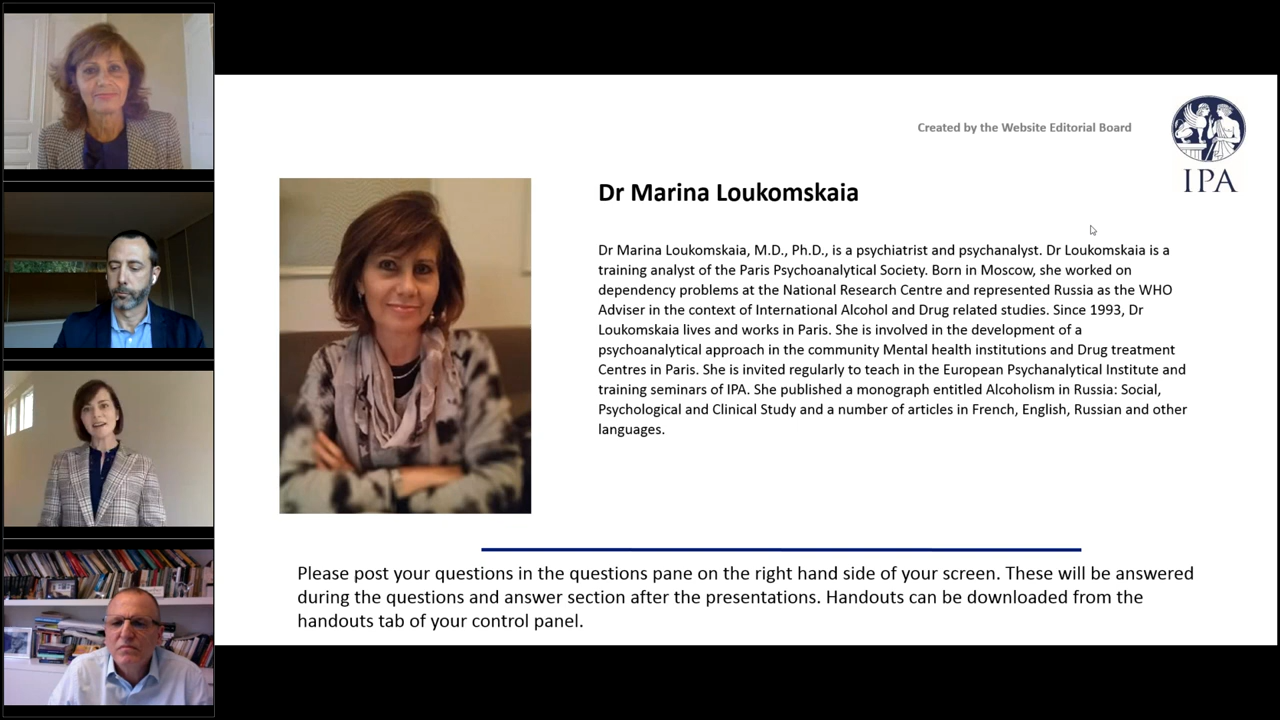 Created by the Website Editorial Board
IPA
Dr Marina Loukomskaia
Dr Marina Loukomskaia, M.D., Ph.D., is a psychiatrist and psychanalyst. Dr Loukomskaia is a
training analyst of the Paris Psychoanalytical Society. Born in Moscow, she worked on
dependency problems at the National Research Centre and represented Russia as the WHO
Adviser in the context of International Alcohol and Drug related studies. Since 1993, Dr
Loukomskaia lives and works in Paris. She is involved in the development of a
psychoanalytical approach in the community Mental health institutions and Drug treatment
Centres in Paris. She is invited regularly to teach in the European Psychanalytical Institute and
training seminars of IPA. She published a monograph entitled Alcoholism in Russia: Social,
Psychological and Clinical Study and a number of articles in French, English, Russian and other
languages.
Please post your questions in the questions pane on the right hand side of your screen. These will be answered
during the questions and answer section after the presentations. Handouts can be downloaded from the
handouts tab of your control panel.